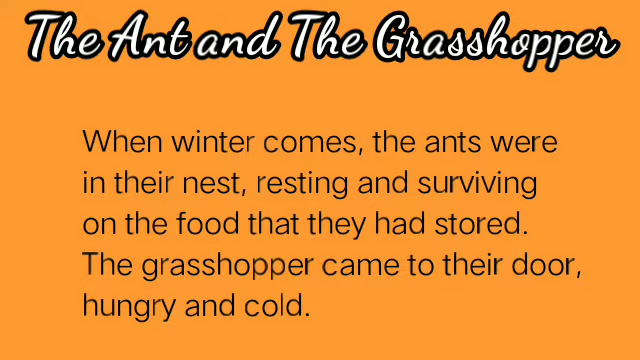 The Ant and The Grasshopper
When winter comes, the ants were
in their nest, resting and surviving
on the food that they had stored.
The grasshopper came to their door,
hungry and cold.